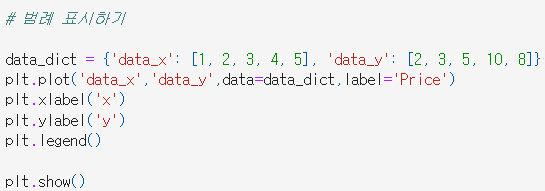 # 범례 표시하기
data_dict = {'data_x': [1, 2, 3, 4, 5], 'data_y': [2, 3, 5, 10, 8]}
plt.plot('data_x','data_y',data=data_dict,label='Price')
plt.xlabel('x')
plt.ylabel('y')
plt.legend()
plt.show()